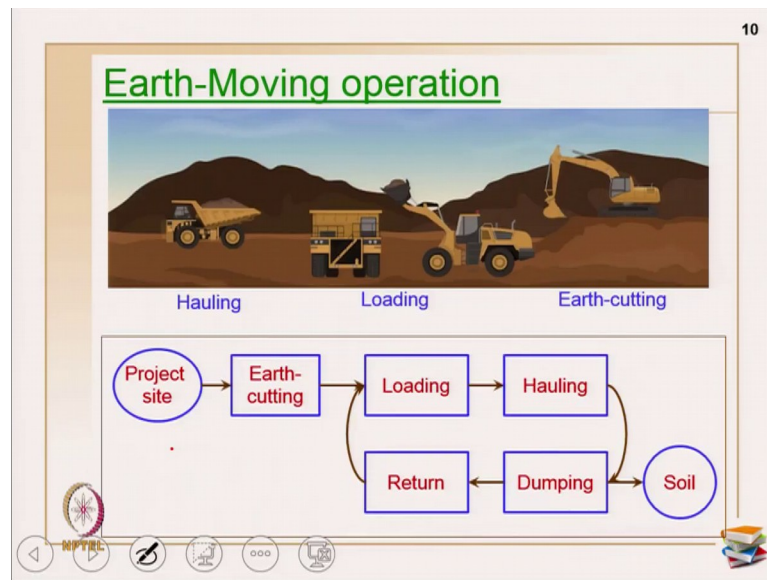 10
Earth-Moving operation
Hauling
Loading
Earth-cutting
Project
site
Earth-
cutting
Loading
Hauling
Return
Dumping
Soil
NPTEL